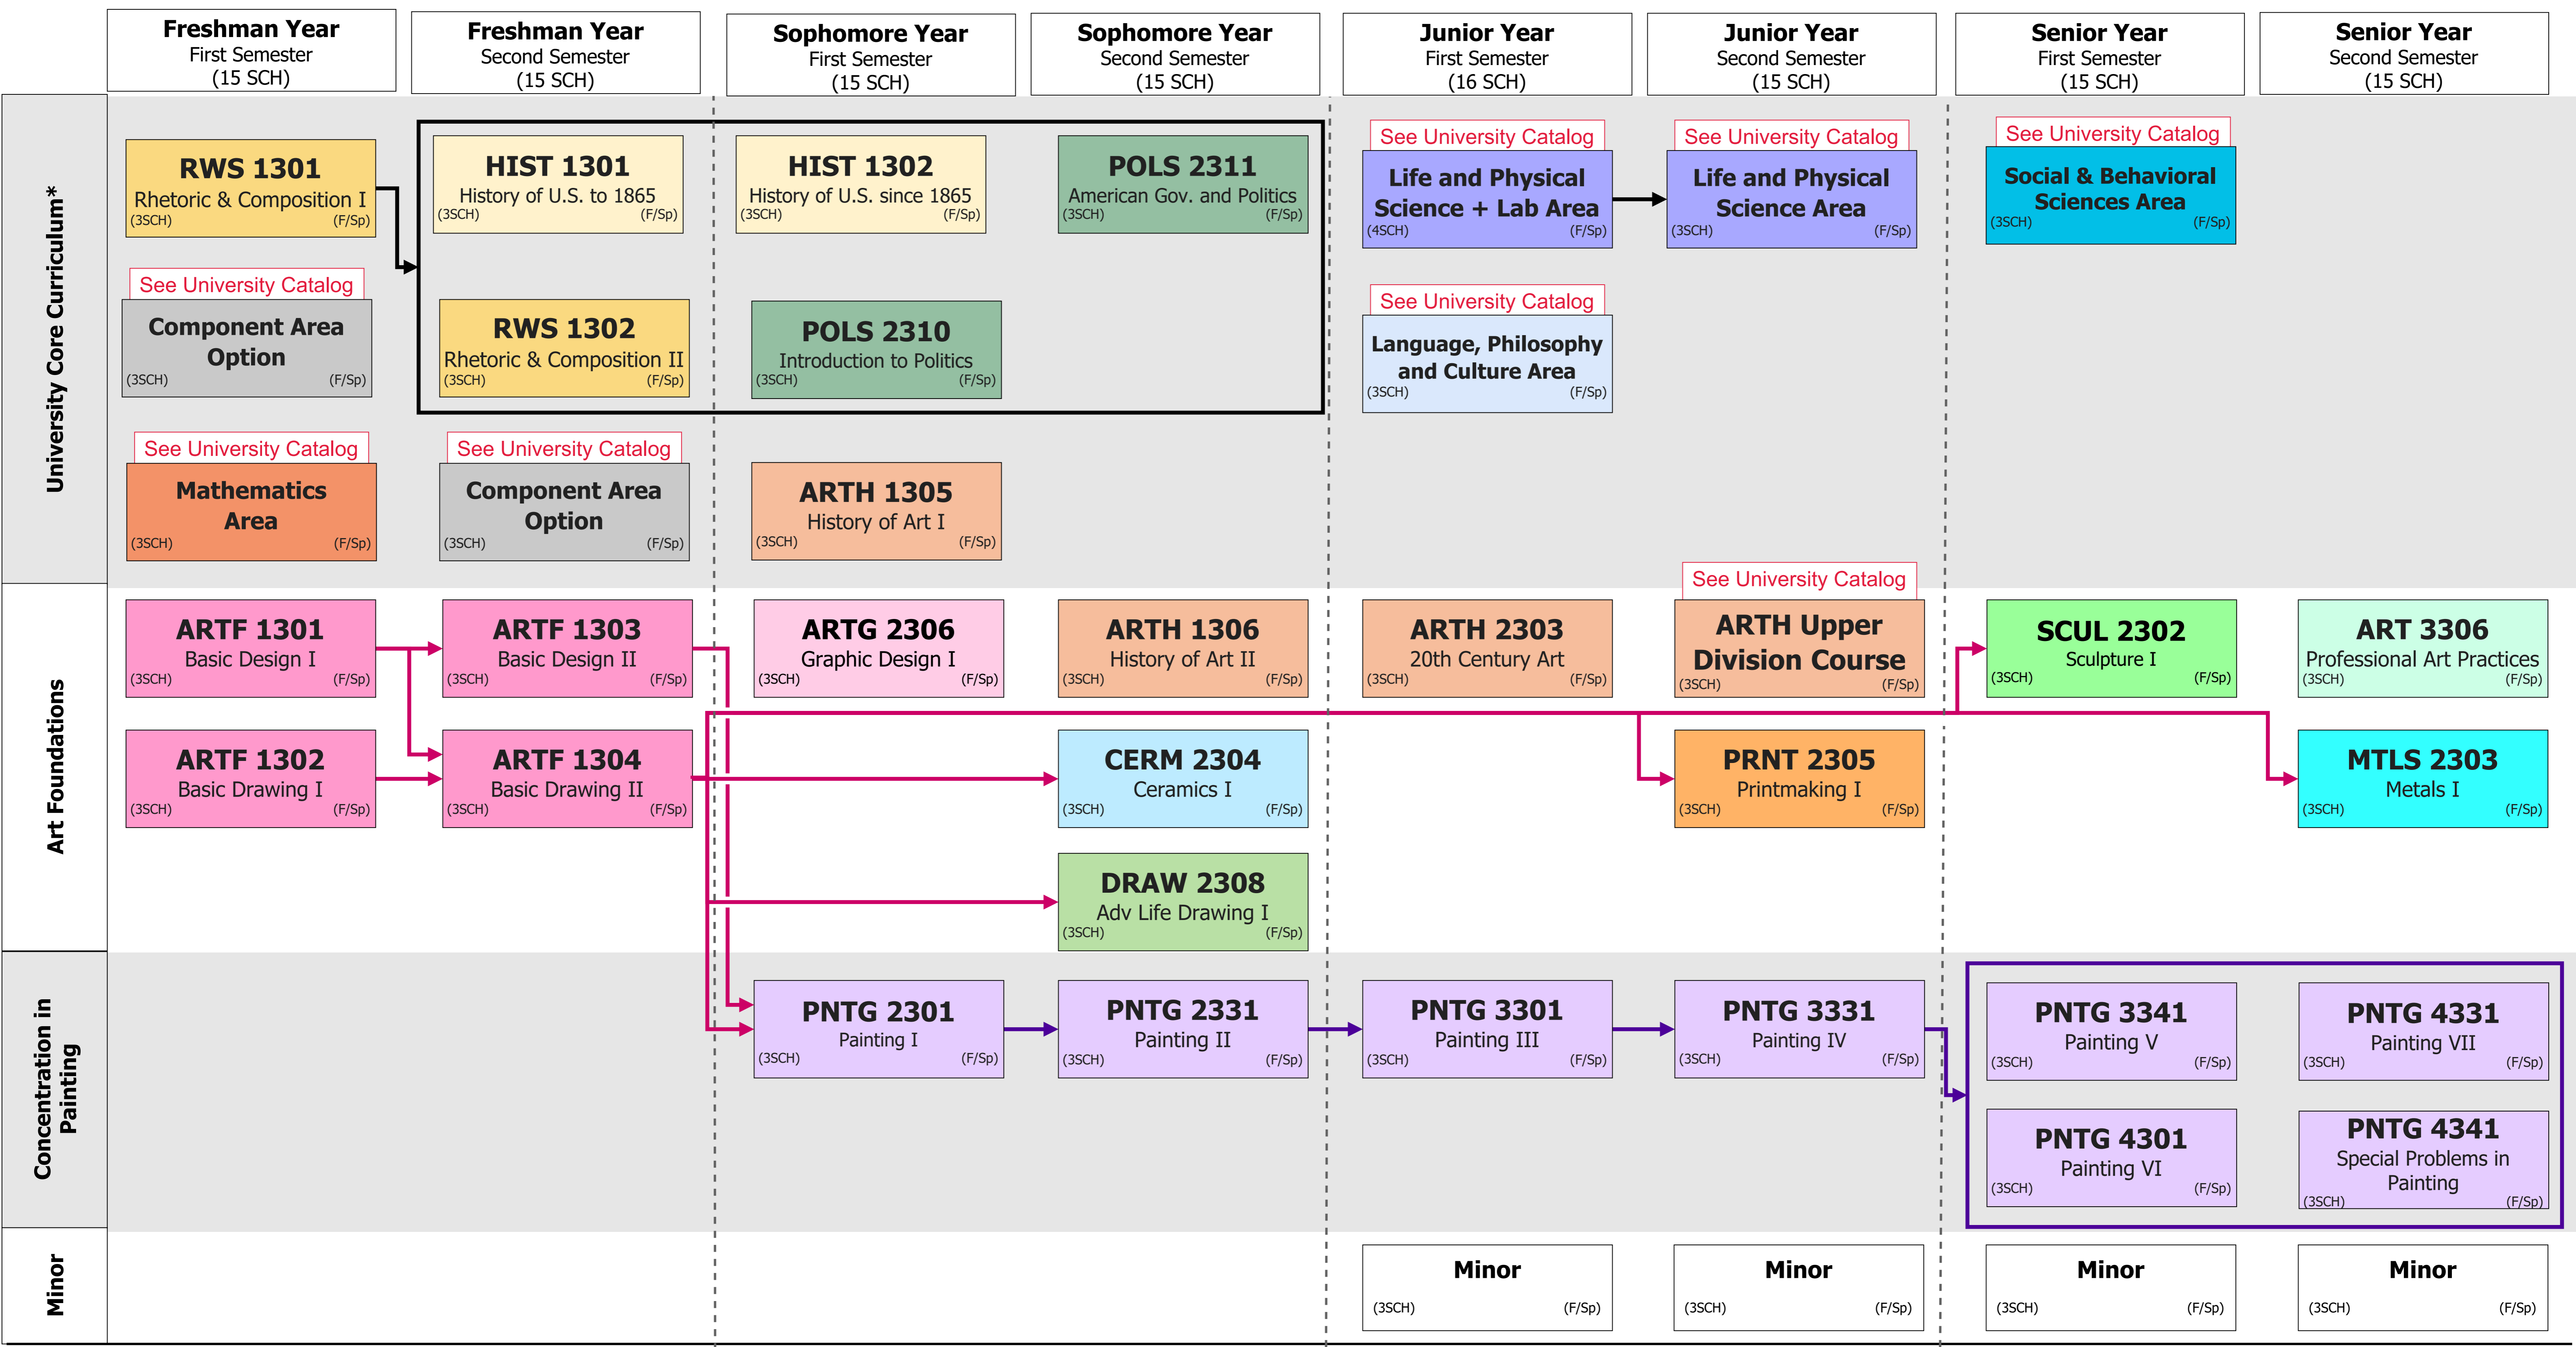 Freshman Year
First Semester
(15 SCH)
Freshman Year
Second Semester
(15 SCH)
Sophomore Year
First Semester
(15 SCH)
Sophomore Year
Second Semester
(15 SCH)
Junior Year
First Semester
(16 SCH)
Junior Year
Second Semester
(15 SCH)
Senior Year
First Semester
(15 SCH)
Senior Year
Second Semester
(15 SCH)
University Core Curriculum*
RWS 1301
Rhetoric & Composition I
(3SCH) (F/Sp)
HIST 1301
History of U.S. to 1865
(3SCH) (F/Sp)
HIST 1302
History of U.S. since 1865
(3SCH) (F/Sp)
POLS 2311
American Gov. and Politics
(3SCH) (F/Sp)
See University Catalog
Life and Physical
Science + Lab Area
(4SCH) (F/Sp)
See University Catalog
Life and Physical
Science Area
(3SCH) (F/Sp)
See University Catalog
Social & Behavioral
Sciences Area
(3SCH) (F/Sp)
See University Catalog
Component Area
Option
(3SCH) (F/Sp)
RWS 1302
Rhetoric & Composition II
(3SCH) (F/Sp)
POLS 2310
Introduction to Politics
(3SCH) (F/Sp)
See University Catalog
Language, Philosophy
and Culture Area
(3SCH) (F/Sp)
See University Catalog
Mathematics
Area
(3SCH) (F/Sp)
See University Catalog
Component Area
Option
(3SCH) (F/Sp)
ARTH 1305
History of Art I
(3SCH) (F/Sp)
Art Foundations
ARTF 1301
Basic Design I
(3SCH) (F/Sp)
ARTF 1303
Basic Design II
(3SCH) (F/Sp)
ARTG 2306
Graphic Design I
(3SCH) (F/Sp)
ARTH 1306
History of Art II
(3SCH) (F/Sp)
ARTH 2303
20th Century Art
(3SCH) (F/Sp)
See University Catalog
ARTH Upper
Division Course
(3SCH) (F/Sp)
SCUL 2302
Sculpture I
(3SCH) (F/Sp)
ART 3306
Professional Art Practices
(3SCH) (F/Sp)
ARTF 1302
Basic Drawing I
(3SCH) (F/Sp)
ARTF 1304
Basic Drawing II
(3SCH) (F/Sp)
CERM 2304
Ceramics I
(3SCH) (F/Sp)
PRNT 2305
Printmaking I
(3SCH) (F/Sp)
MTLS 2303
Metals I
(3SCH) (F/Sp)
DRAW 2308
Adv Life Drawing I
(3SCH) (F/Sp)
Concentration in
Painting
PNTG 2301
Painting I
(3SCH) (F/Sp)
PNTG 2331
Painting II
(3SCH) (F/Sp)
PNTG 3301
Painting III
(3SCH) (F/Sp)
PNTG 3331
Painting IV
(3SCH) (F/Sp)
PNTG 3341
Painting V
(3SCH) (F/Sp)
PNTG 4331
Painting VII
(3SCH) (F/Sp)
PNTG 4301
Painting VI
(3SCH) (F/Sp)
PNTG 4341
Special Problems in
Painting
(3SCH) (F/Sp)
Minor
Minor
(3SCH) (F/Sp)
Minor
(3SCH) (F/Sp)
Minor
(3SCH) (F/Sp)
Minor
(3SCH) (F/Sp)